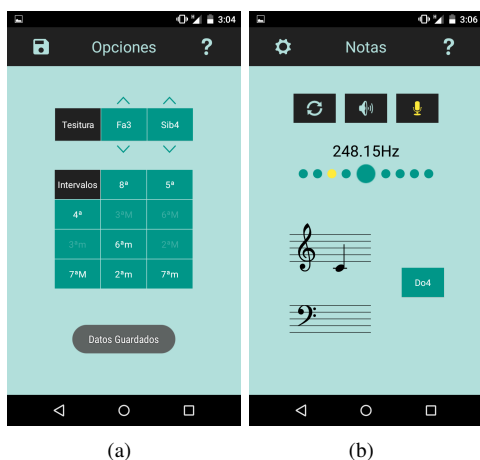 3:04
Opciones ?
Tesitura Fa3 Sib4
Intervalos 8ª 5ª
4ª 3ªM 6ªM
3ªm 6ªm 2ªM
7ªM 2ªm 7ªm
Datos Guardados
(a)
3:06
Notas ?
248.15Hz
Do4
(b)